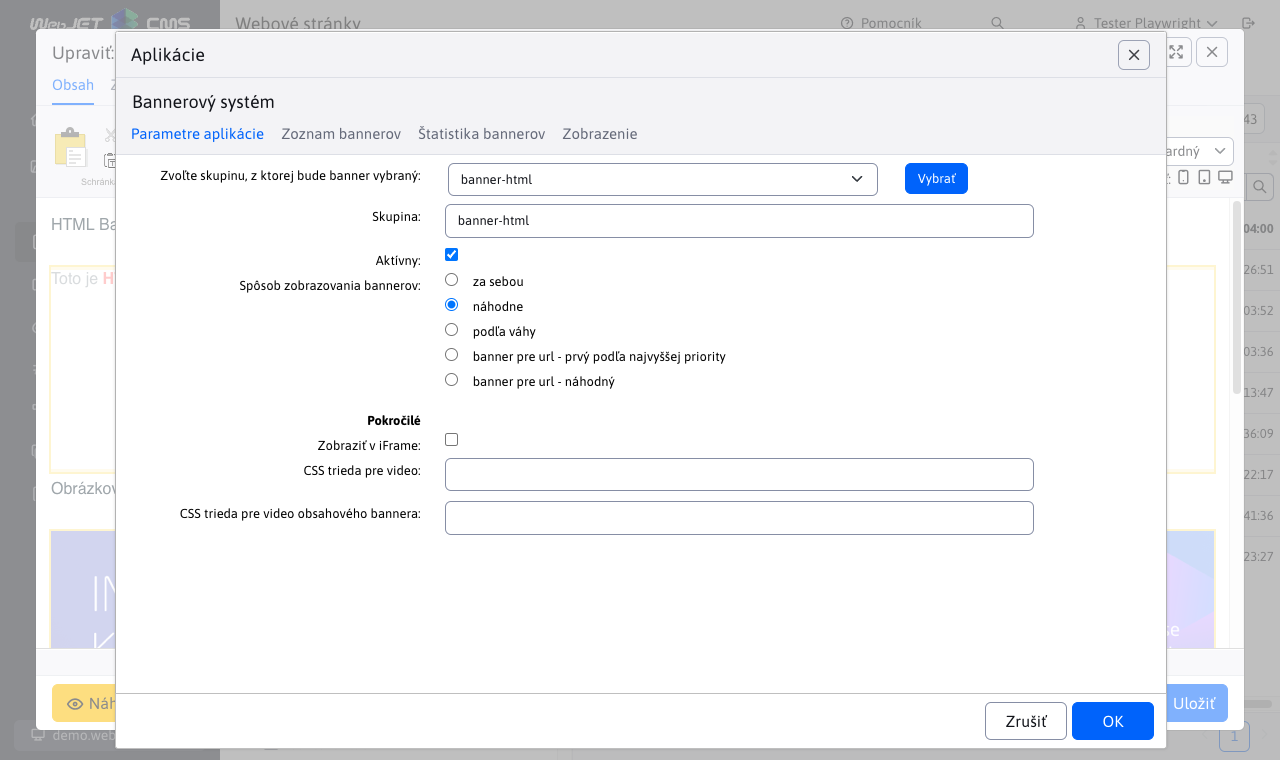 WebJET CMS
Webové stránky
Pomocník
Tester Playwright
Upraviť:
Obsah
Aplikácie
Bannerový systém
Parametre aplikácie
Zoznam bannerov
Štatistika bannerov
Zobrazenie
Zvoľte skupinu, z ktorej bude banner vybraný:
banner-html
Vybrať
Skupina:
banner-html
Aktívny:
Spôsob zobrazovania bannerov:
za sebou
náhodne
podľa váhy
banner pre url - prvý podľa najvyššej priority
banner pre url - náhodný
Pokročilé
Zobraziť v iFrame:
CSS trieda pre video:
CSS trieda pre video obsahového bannera:
Zrušiť
OK
HTML Ba
Toto je H
Obrázkov
Schránka
43
ardný
04:00
26:51
03:52
03:36
13:47
36:09
22:17
41:36
23:27
se
Náh
Uložiť
demo.web
1